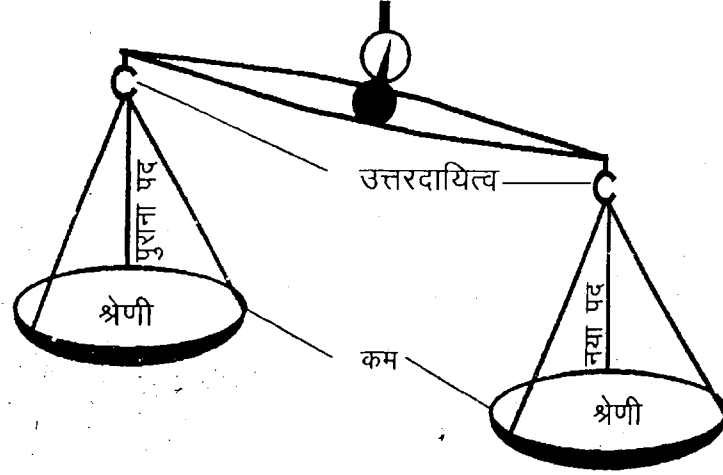 पुराना पद
उत्तरदायित्व
श्रेणी
नया पद
कम
श्रेणी